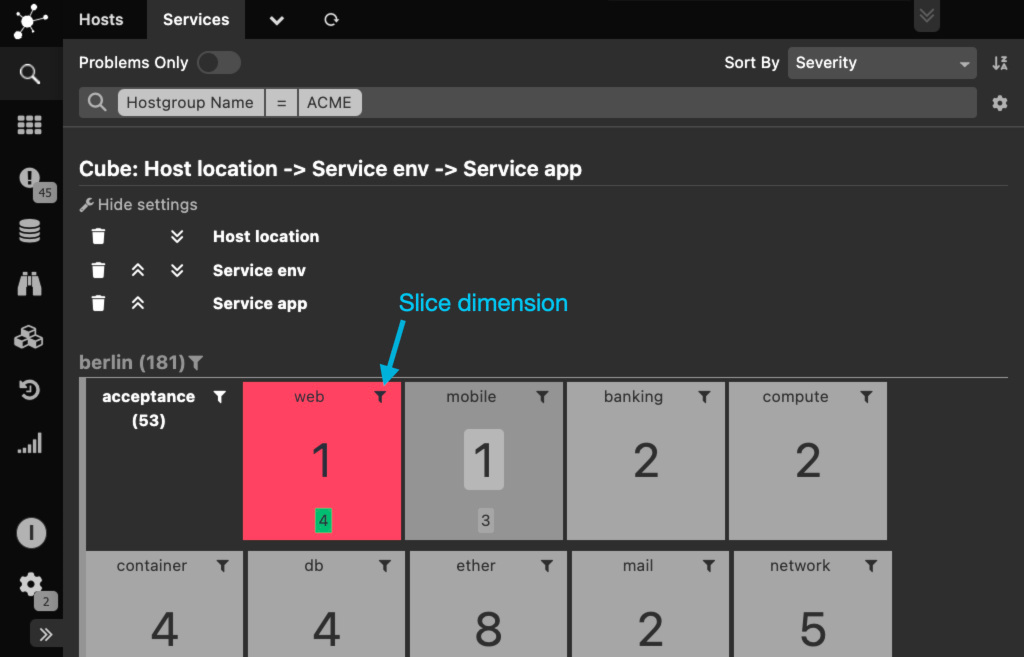 Hosts Services
Problems Only Sort By Severity
Hostgroup Name = ACME
Cube: Host location -> Service env -> Service app
Hide settings
Host location
Service env
Service app
Slice dimension
berlin (181)
acceptance
(53)
web mobile banking compute
1 1 2 2
4 3
container db ether mail network
4 4 8 2 5
45
I
2